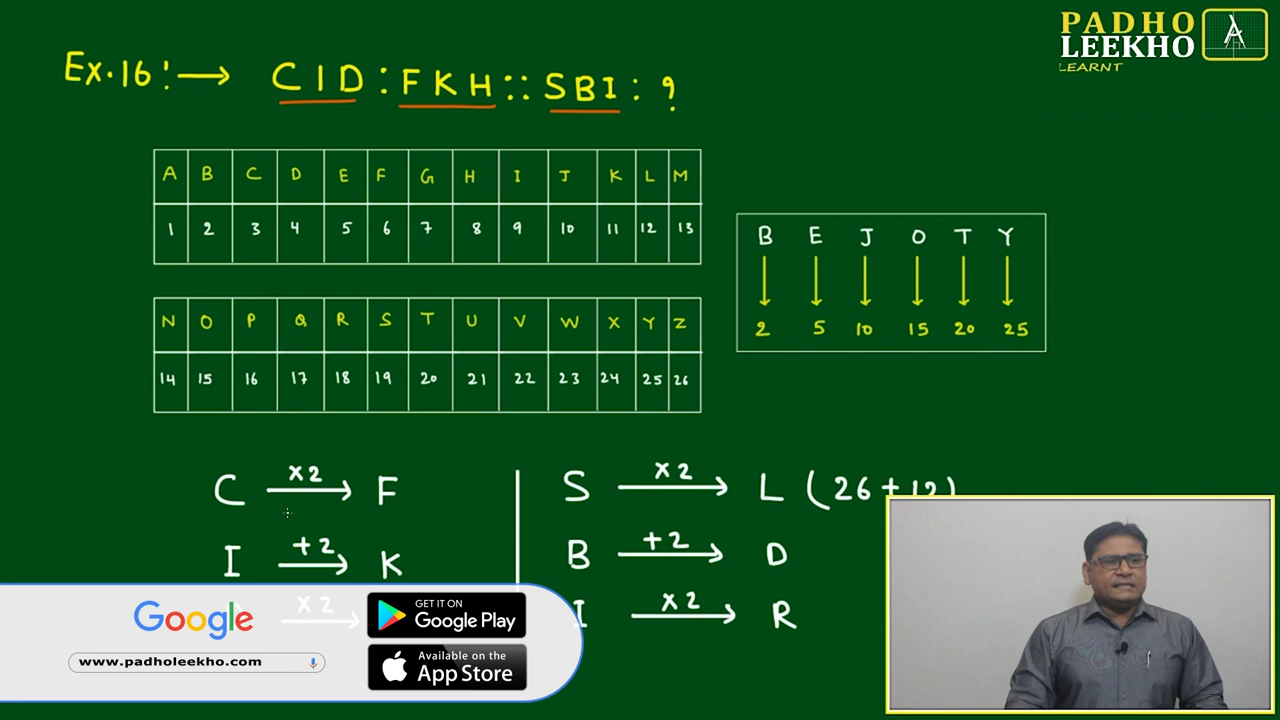 PADHO
LEEKHO
LEARNT
Ex.16:→ CID : FKH :: SBI : ?
A B C D E F G H I J K L M
1 2 3 4 5 6 7 8 9 10 11 12 13
N O P Q R S T U V W X Y Z
14 15 16 17 18 19 20 21 22 23 24 25 26
B E J O T Y
2 5 10 15 20 25
C ×2→ F
I +2→ K
×2
S ×2→ L (26+12)
B +2→ D
I ×2→ R
Google
www.padholeekho.com
GET IT ON
Google Play
Available on the
App Store